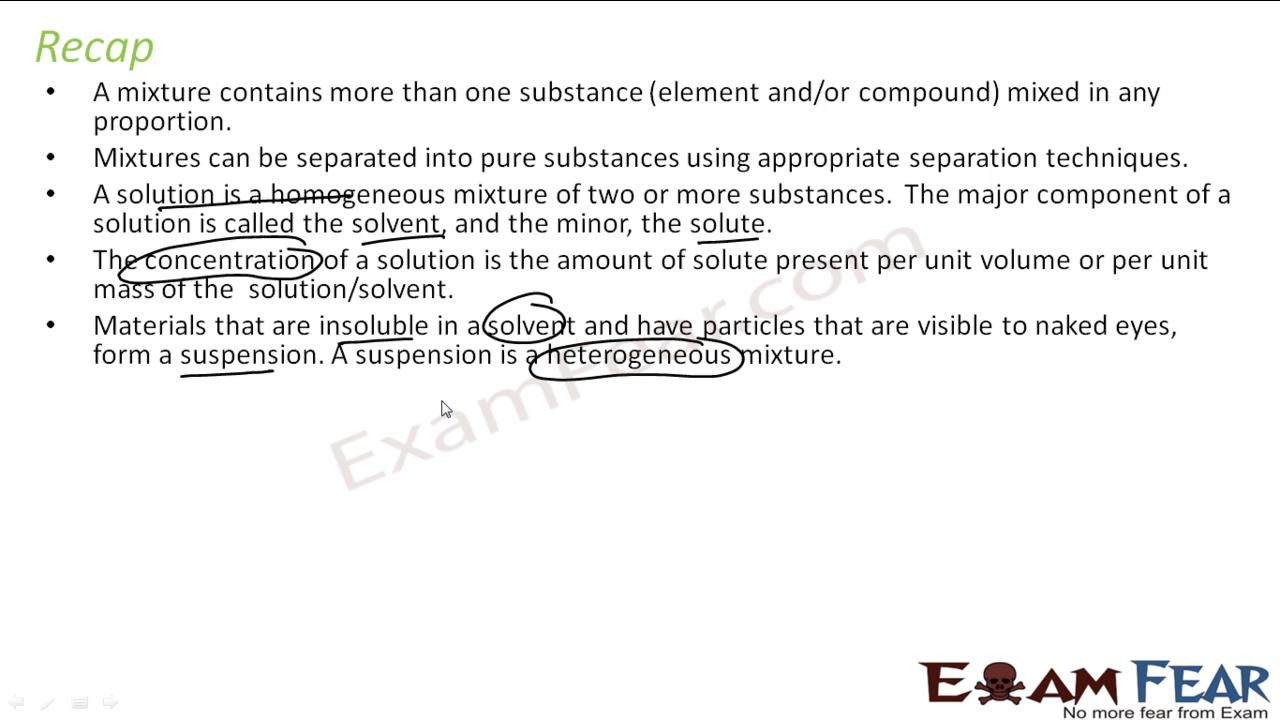 Recap
• A mixture contains more than one substance (element and/or compound) mixed in any
proportion.
• Mixtures can be separated into pure substances using appropriate separation techniques.
• A solution is a homogeneous mixture of two or more substances. The major component of a
solution is called the solvent, and the minor, the solute.
• The concentration of a solution is the amount of solute present per unit volume or per unit
mass of the solution/solvent.
• Materials that are insoluble in a solvent and have particles that are visible to naked eyes,
form a suspension. A suspension is a heterogeneous mixture.
ExamFear.com
EXAM FEAR
No more fear from Exam